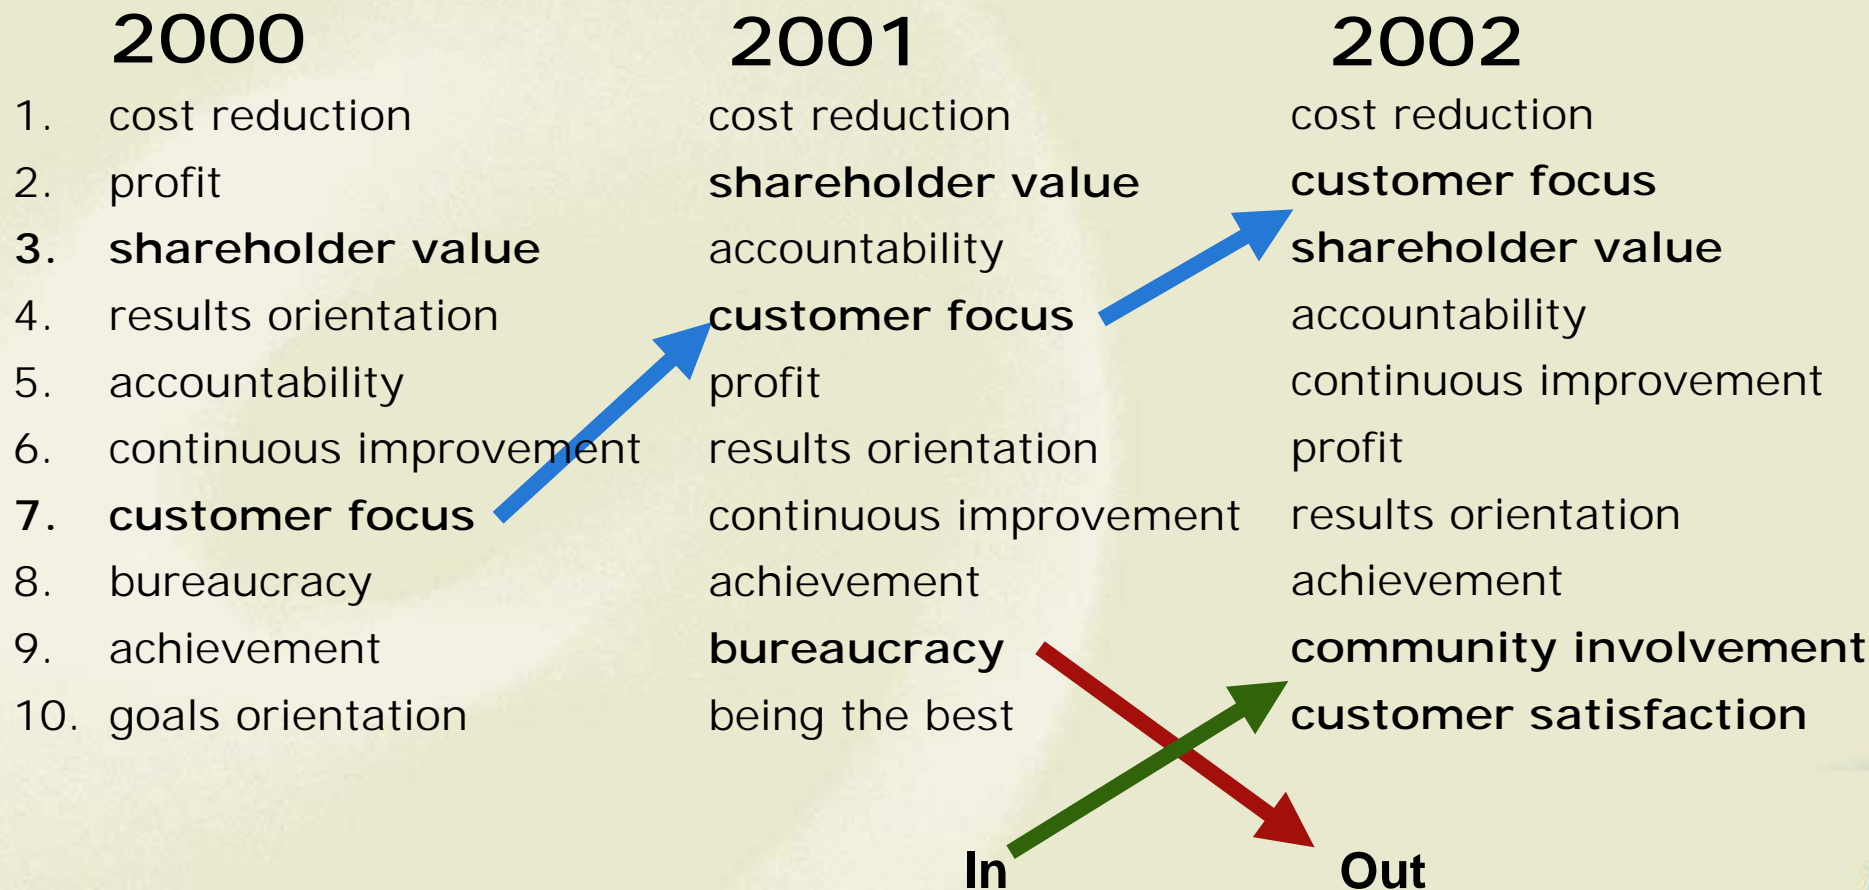 2000 2001 2002
1. cost reduction cost reduction cost reduction
2. profit shareholder value customer focus
3. shareholder value accountability shareholder value
4. results orientation customer focus accountability
5. accountability profit continuous improvement
6. continuous improvement results orientation profit
7. customer focus continuous improvement results orientation
8. bureaucracy achievement achievement
9. achievement bureaucracy community involvement
10. goals orientation being the best customer satisfaction
In Out